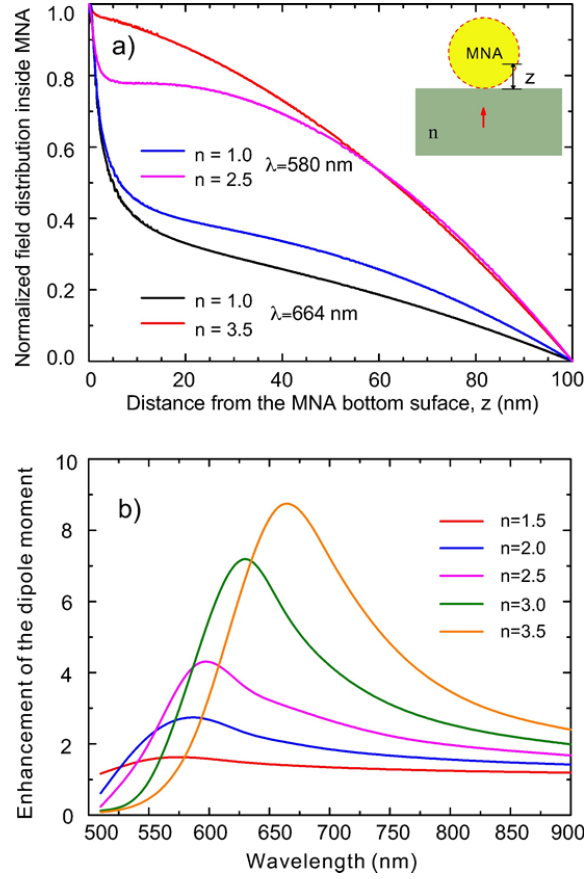 a)
MNA
z
n
n = 1.0
n = 2.5
λ=580 nm
n = 1.0
n = 3.5
λ=664 nm
Normalized field distribution inside MNA
1.0
0.8
0.6
0.4
0.2
0.0
0 20 40 60 80 100
Distance from the MNA bottom suface, z (nm)
b)
n=1.5
n=2.0
n=2.5
n=3.0
n=3.5
Enhancement of the dipole moment
10
8
6
4
2
0
500 550 600 650 700 750 800 850 900
Wavelength (nm)